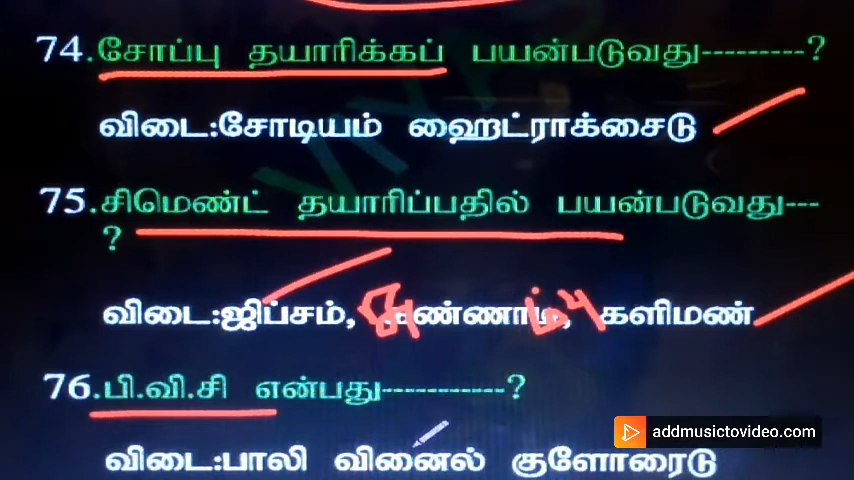 74.சோப்பு தயாரிக்கப் பயன்படுவது---------?
விடை:சோடியம் ஹைட்ராக்சைடு
75.சிமெண்ட் தயாரிப்பதில் பயன்படுவது---
?
விடை:ஜிப்சம், களிமண்
76.பி.வி.சி என்பது-----------?
addmusictovideo.com
விடை:பாலி வினைல் குளோரைடு